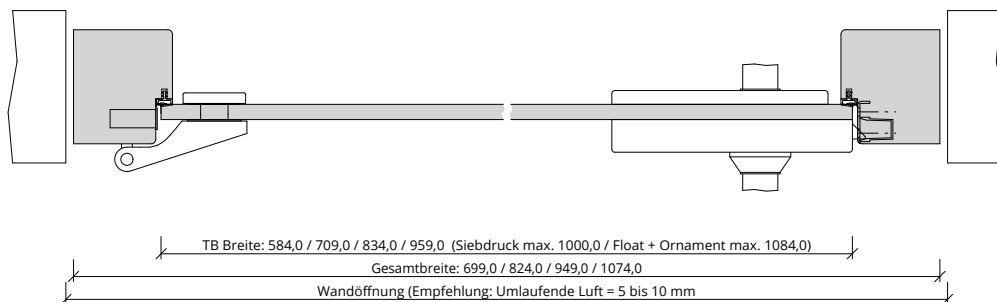 TB Breite: 584,0 / 709,0 / 834,0 / 959,0 (Siebdruck max. 1000,0 / Float + Ornament max. 1084,0)
Gesamtbreite: 699,0 / 824,0 / 949,0 / 1074,0
Wandöffnung (Empfehlung: Umlaufende Luft = 5 bis 10 mm